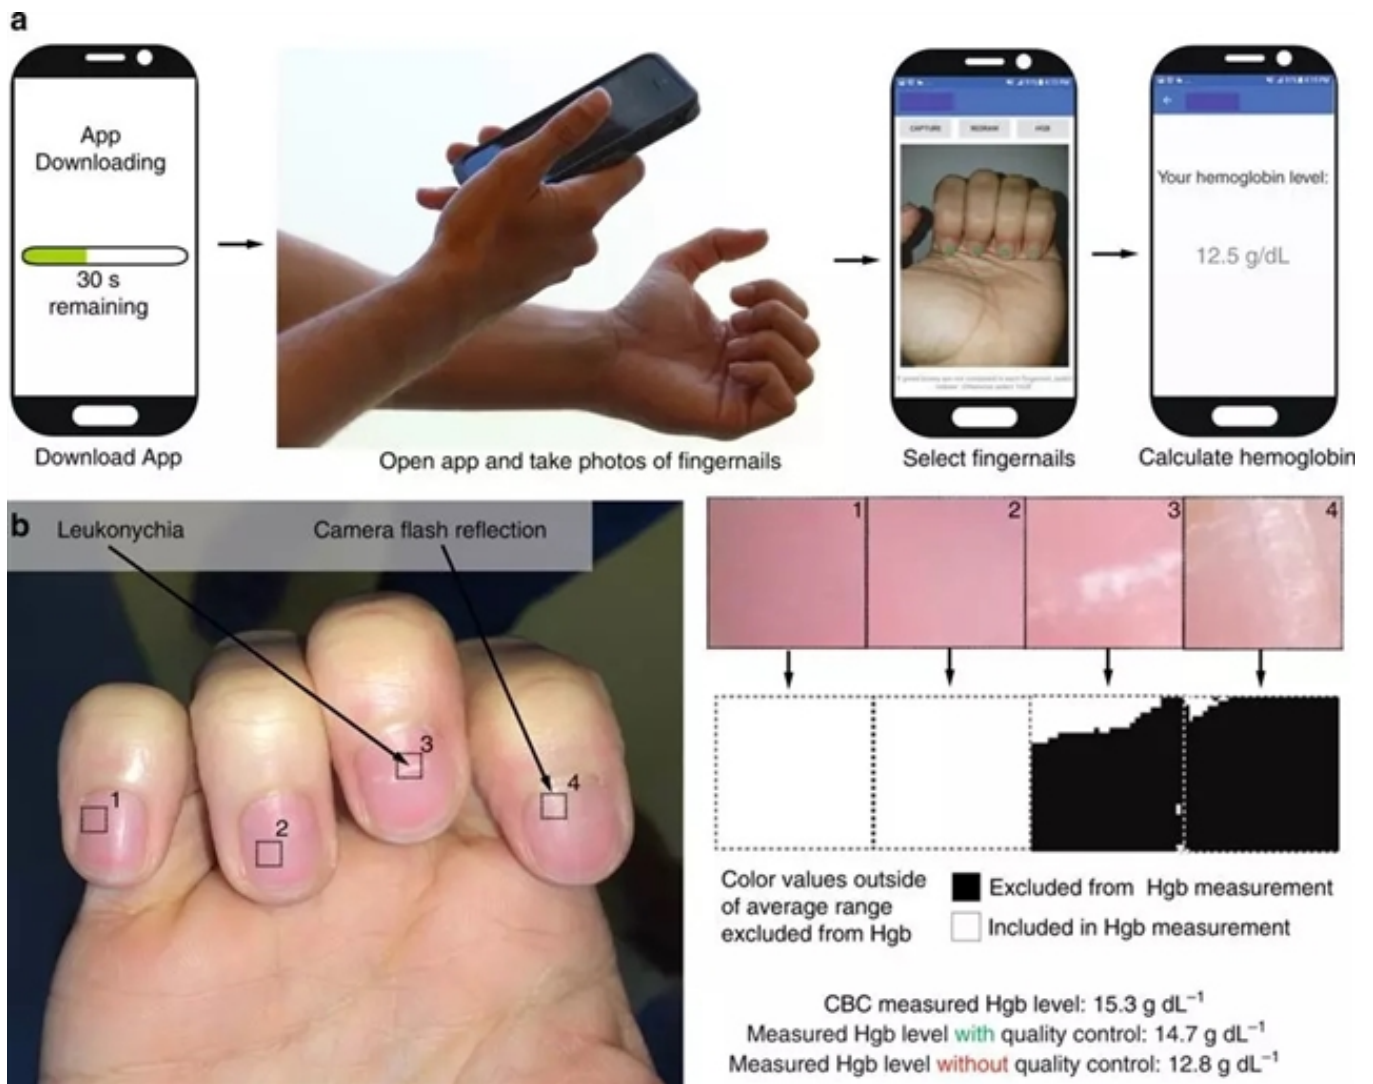 a
App
Downloading
30 s
remaining
Download App
Open app and take photos of fingernails
CAPTURE
REDRAW
HGB
Select fingernails
Your hemoglobin level:
12.5 g/dL
Calculate hemoglobin
b
Leukonychia
Camera flash reflection
1
2
3
4
1
2
3
4
Color values outside
of average range
excluded from Hgb
Excluded from Hgb measurement
Included in Hgb measurement
CBC measured Hgb level: 15.3 g dL⁻¹
Measured Hgb level with quality control: 14.7 g dL⁻¹
Measured Hgb level without quality control: 12.8 g dL⁻¹